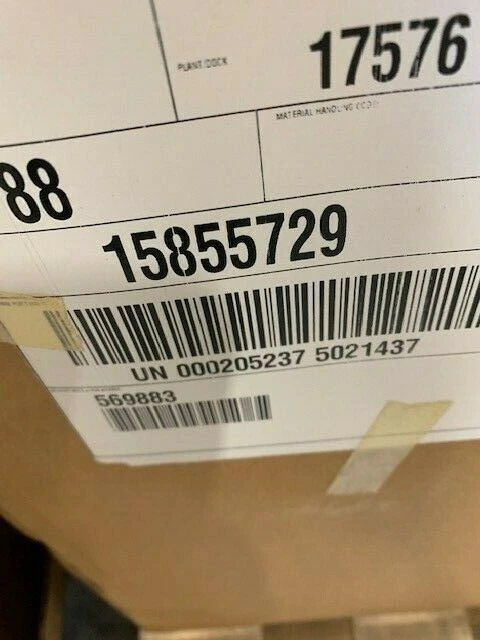 PLANT/DOCK
17576
MATERIAL HANDLING CODE
88
15855729
UN 000205237 5021437
569883